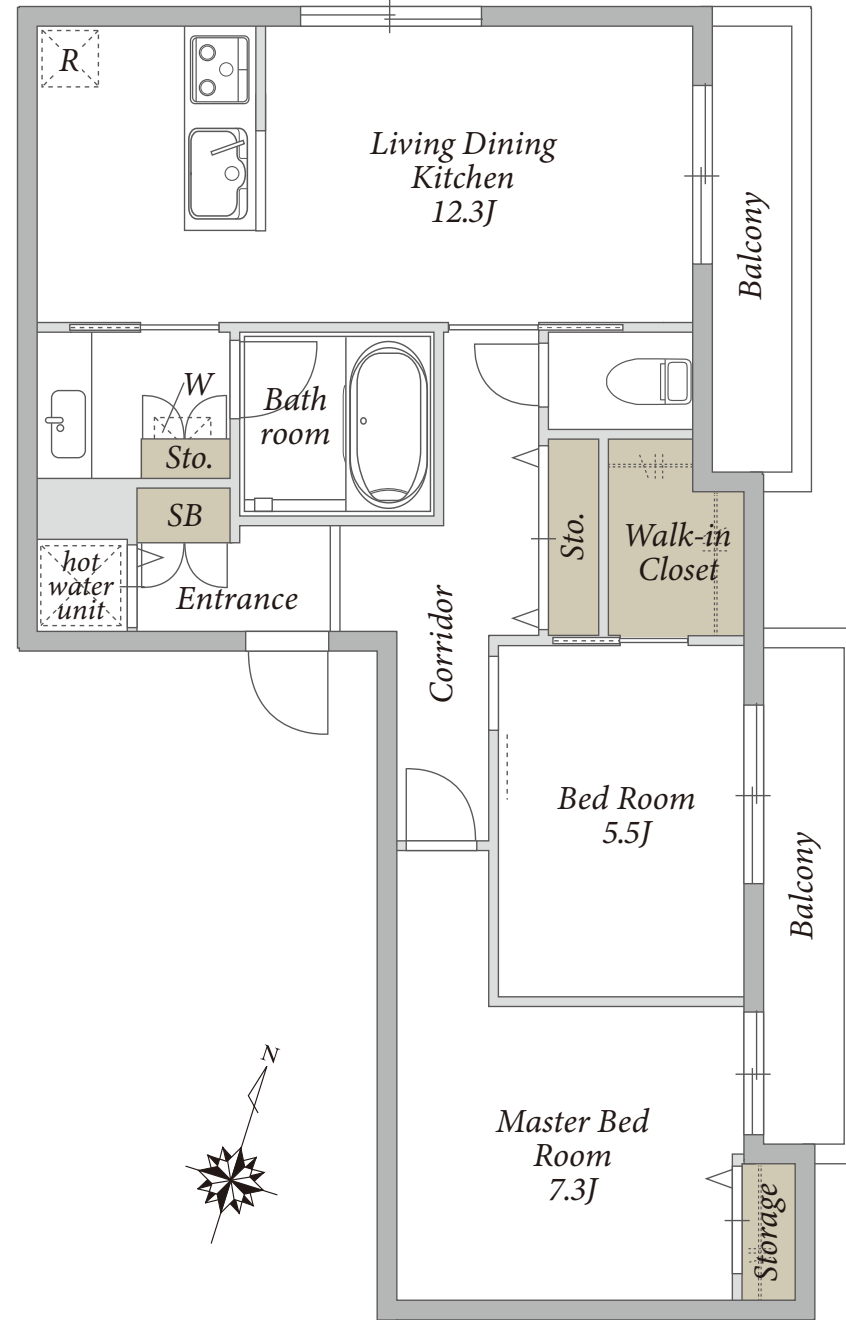 R
Living Dining
Kitchen
12.3J
Balcony
W
Bath
room
Sto.
SB
Sto.
Walk-in
Closet
hot
water
unit
Entrance
Corridor
Bed Room
5.5J
Balcony
N
Master Bed
Room
7.3J
Storage